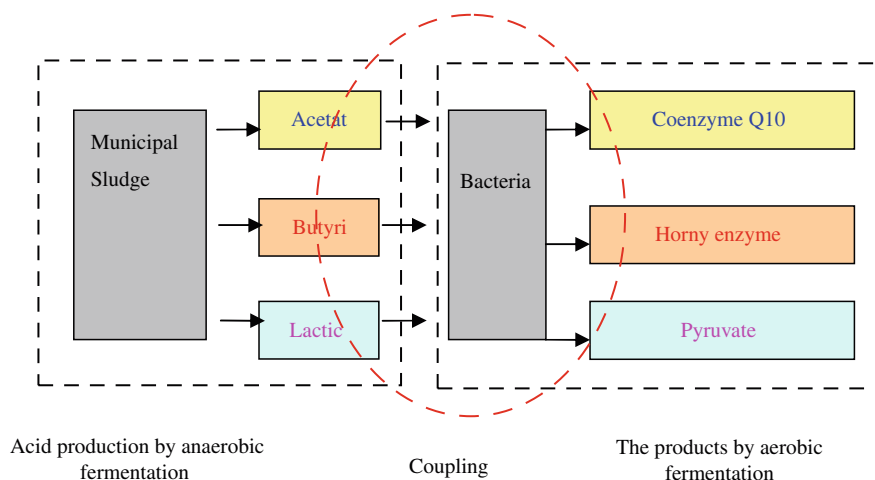 Municipal
Sludge
Acetat
Butyri
Lactic
Bacteria
Coenzyme Q10
Horny enzyme
Pyruvate
Acid production by anaerobic
fermentation
Coupling
The products by aerobic
fermentation